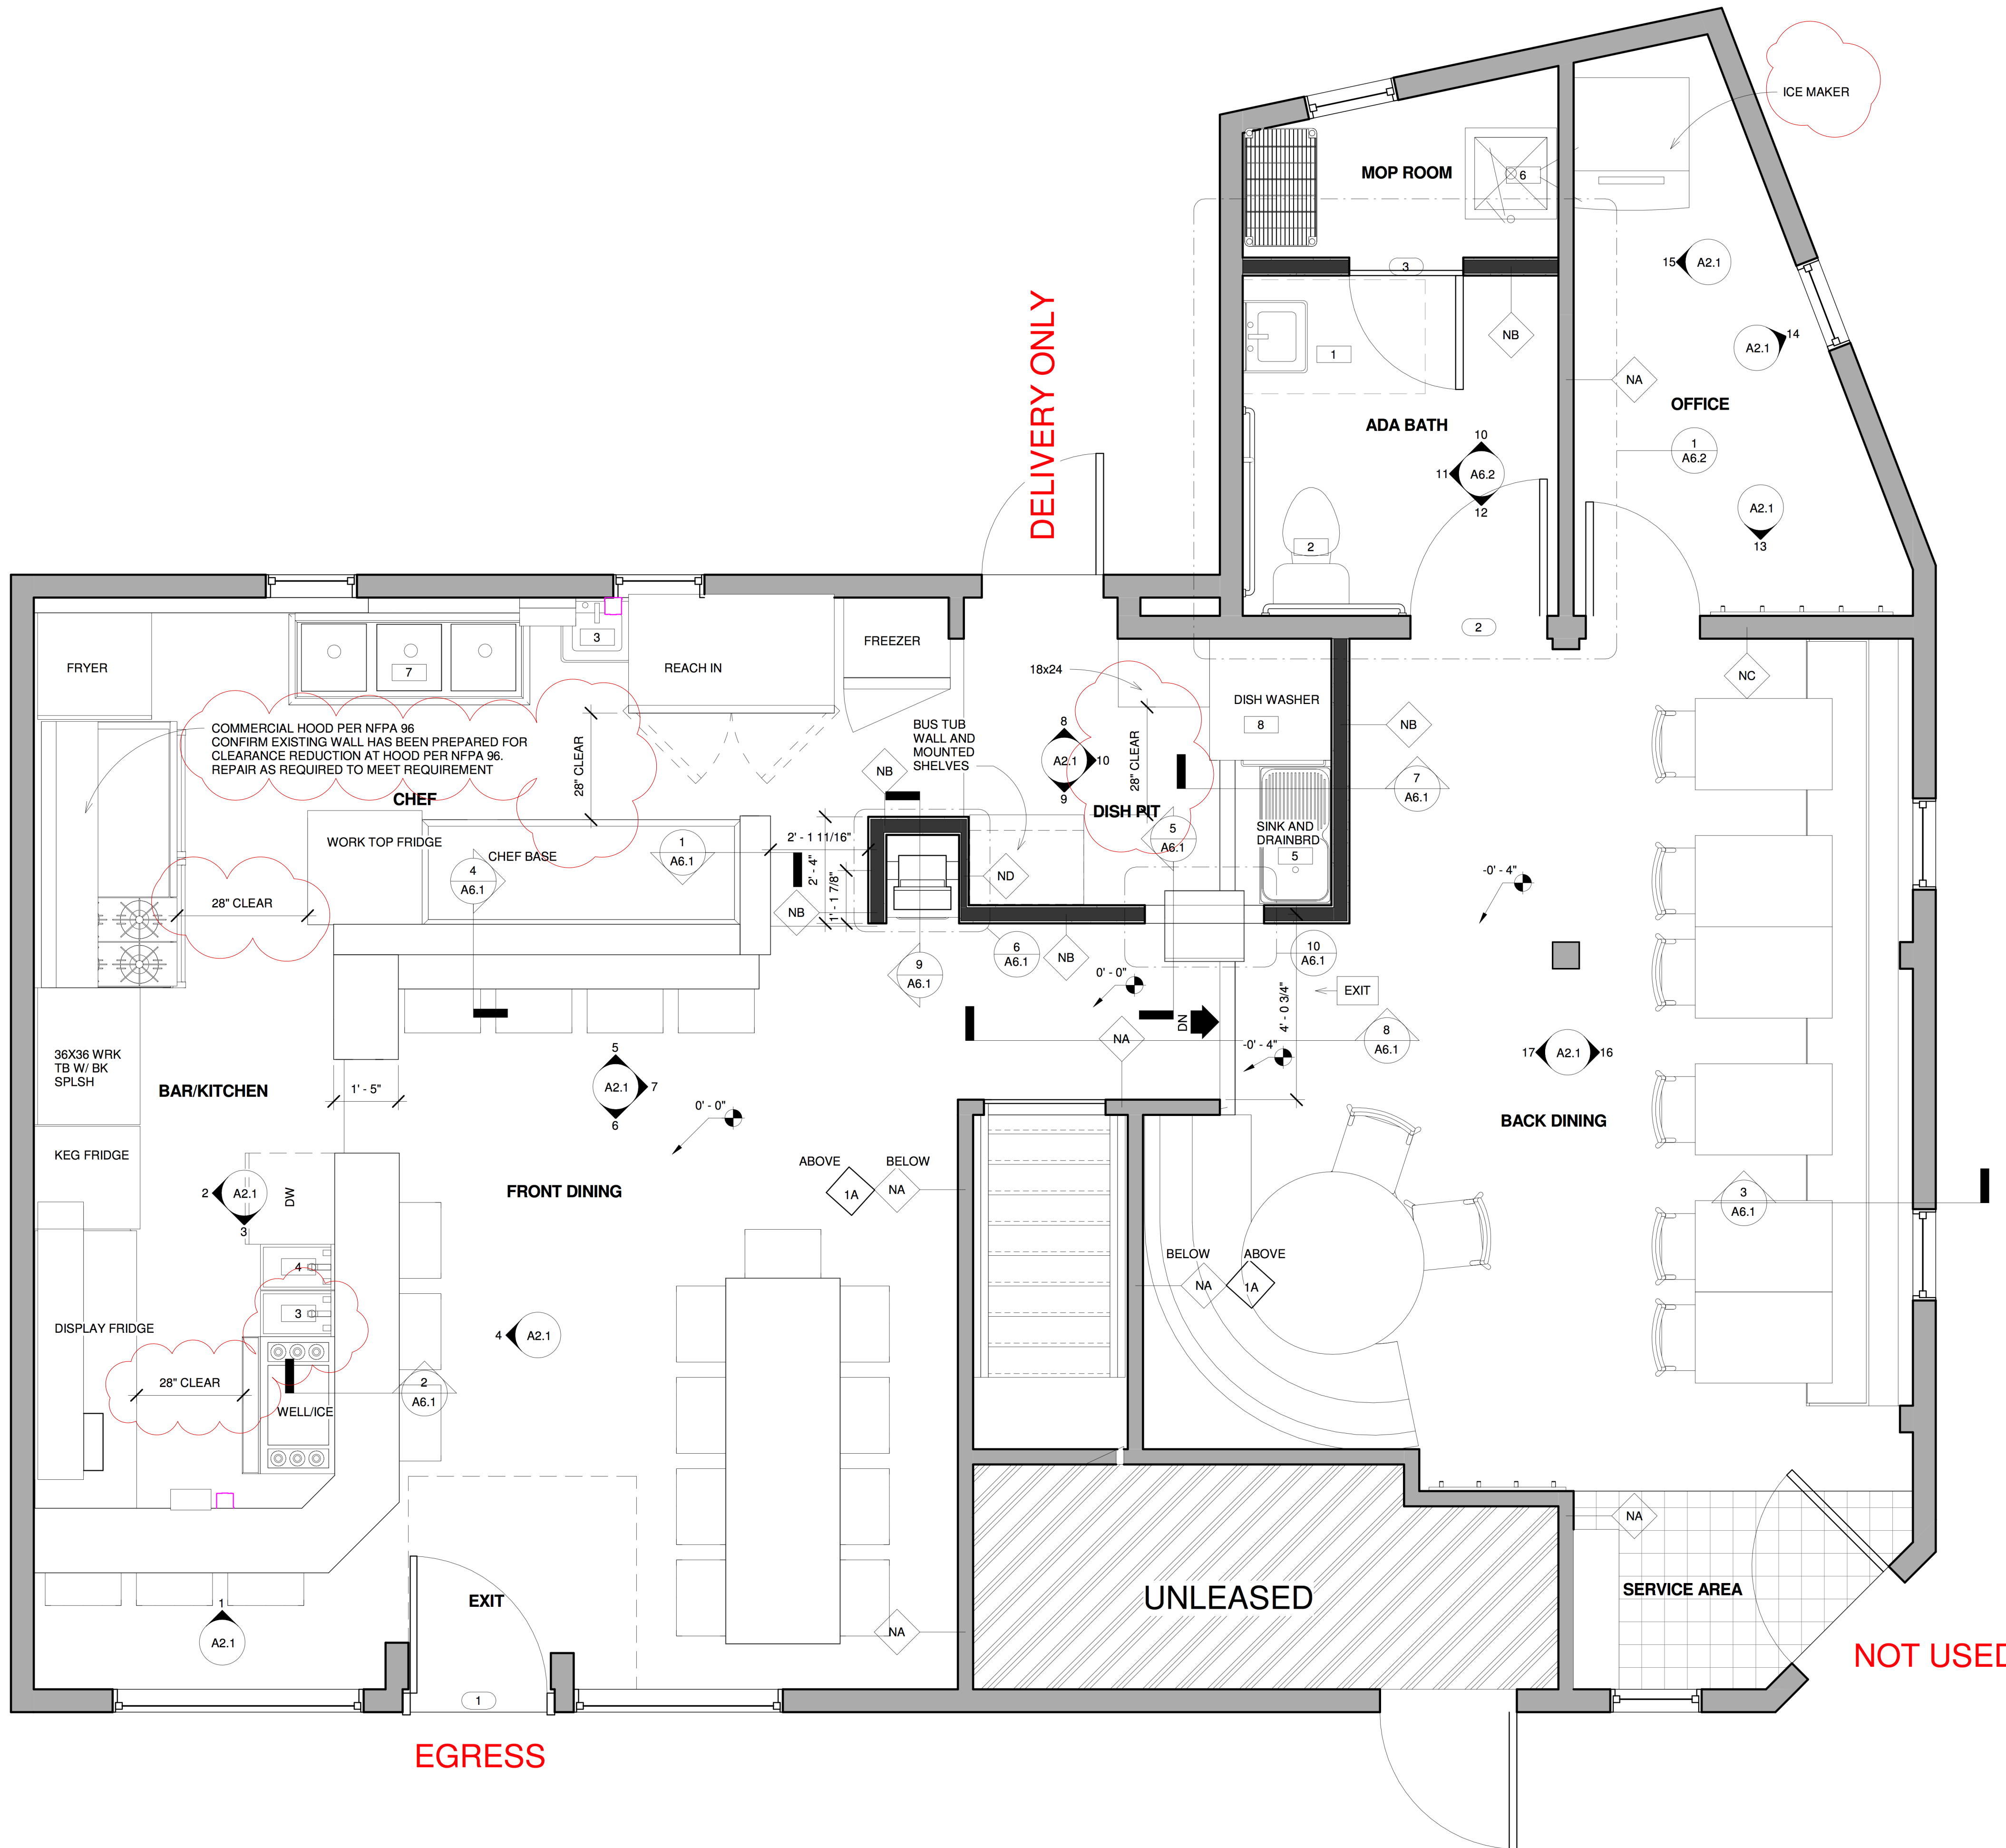 ICE MAKER
MOP ROOM
6
3
15
A2.1
14
A2.1
NB
1
NA
OFFICE
ADA BATH
10
11
A6.2
12
1
A6.2
A2.1
13
2
2
DELIVERY ONLY
FRYER
7
3
REACH IN
FREEZER
18x24
DISH WASHER
8
NC
COMMERCIAL HOOD PER NFPA 96
CONFIRM EXISTING WALL HAS BEEN PREPARED FOR
CLEARANCE REDUCTION AT HOOD PER NFPA 96.
REPAIR AS REQUIRED TO MEET REQUIREMENT
28" CLEAR
BUS TUB
WALL AND
MOUNTED
SHELVES
NB
8
A2.1
10
9
28" CLEAR
NB
7
A6.1
CHEF
DISH PIT
WORK TOP FRIDGE
CHEF BASE
1
A6.1
4
A6.1
2' - 1 11/16"
2' - 4"
1' - 1 7/8"
NB
ND
5
A6.1
SINK AND
DRAINBRD
5
-0' - 4"
28" CLEAR
9
A6.1
6
A6.1
NB
10
A6.1
0' - 0"
EXIT
DN
4' - 0 3/4"
NA
8
A6.1
-0' - 4"
17
A2.1
16
36X36 WRK
TB W/ BK
SPLSH
BAR/KITCHEN
1' - 5"
5
A2.1
7
6
0' - 0"
BACK DINING
KEG FRIDGE
2
A2.1
3
DW
FRONT DINING
ABOVE
BELOW
1A
NA
3
A6.1
BELOW
ABOVE
NA
1A
4
3
DISPLAY FRIDGE
4
A2.1
28" CLEAR
2
A6.1
WELL/ICE
NA
EXIT
UNLEASED
SERVICE AREA
1
A2.1
NA
1
NOT USED
EGRESS